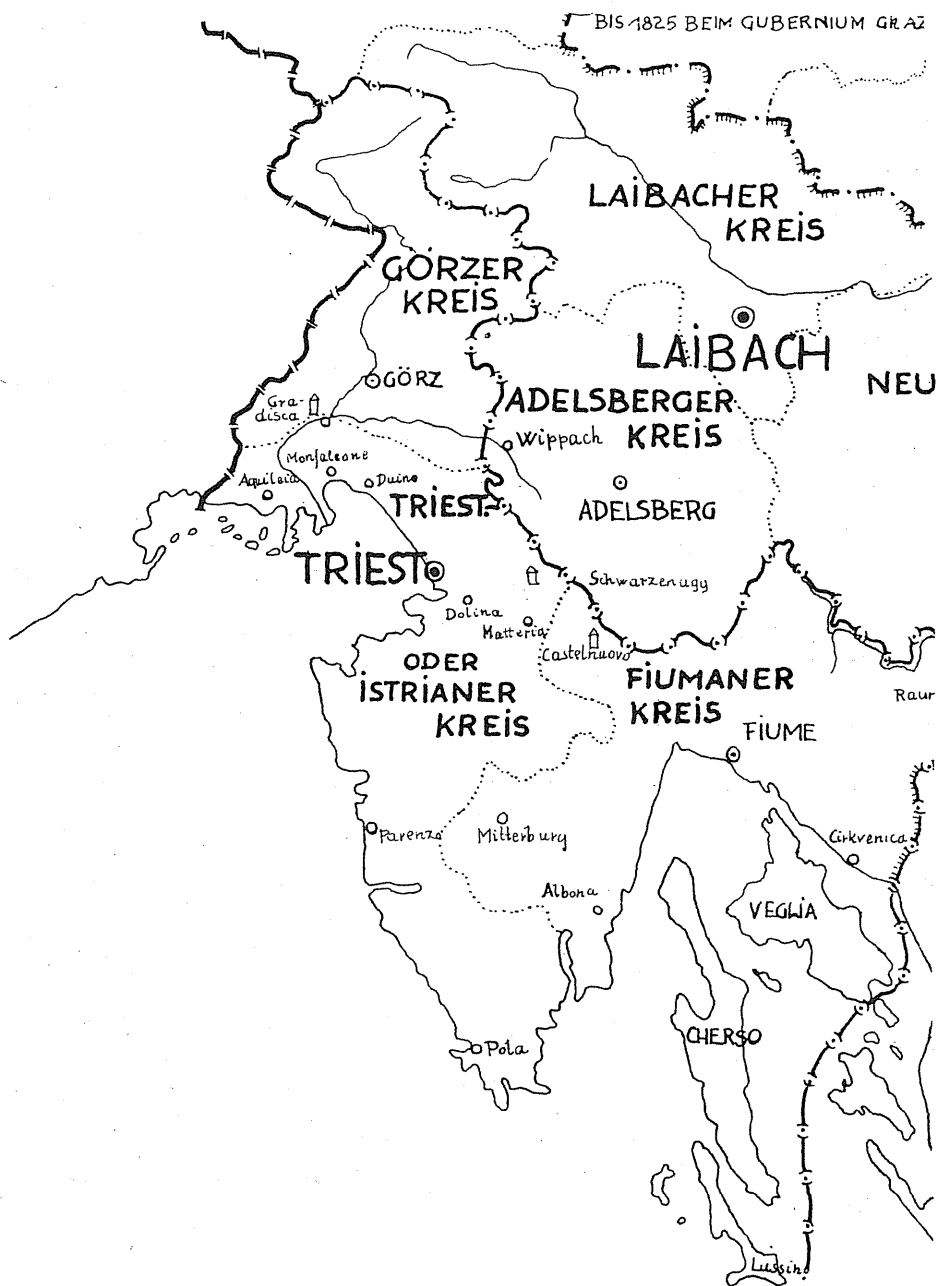 BIS 1825 BEIM GUBERNIUM GRAZ
LAIBACHER
KREIS
GÖRZER
KREIS
LAIBACH
GÖRZ
NEU
Gra-
disca
ADELSBERGER
KREIS
Wippach
Monfalcone
Aquileia
Duino
TRIEST
ADELSBERG
TRIEST
Schwarzenugg
Dolina
Matteria
Castelnuovo
ODER
ISTRIANER
KREIS
FIUMANER
KREIS
Raur
FIUME
Parenzo
Mitterburg
Cirkvenica
Albona
VEGLIA
CHERSO
Pola
Lussin